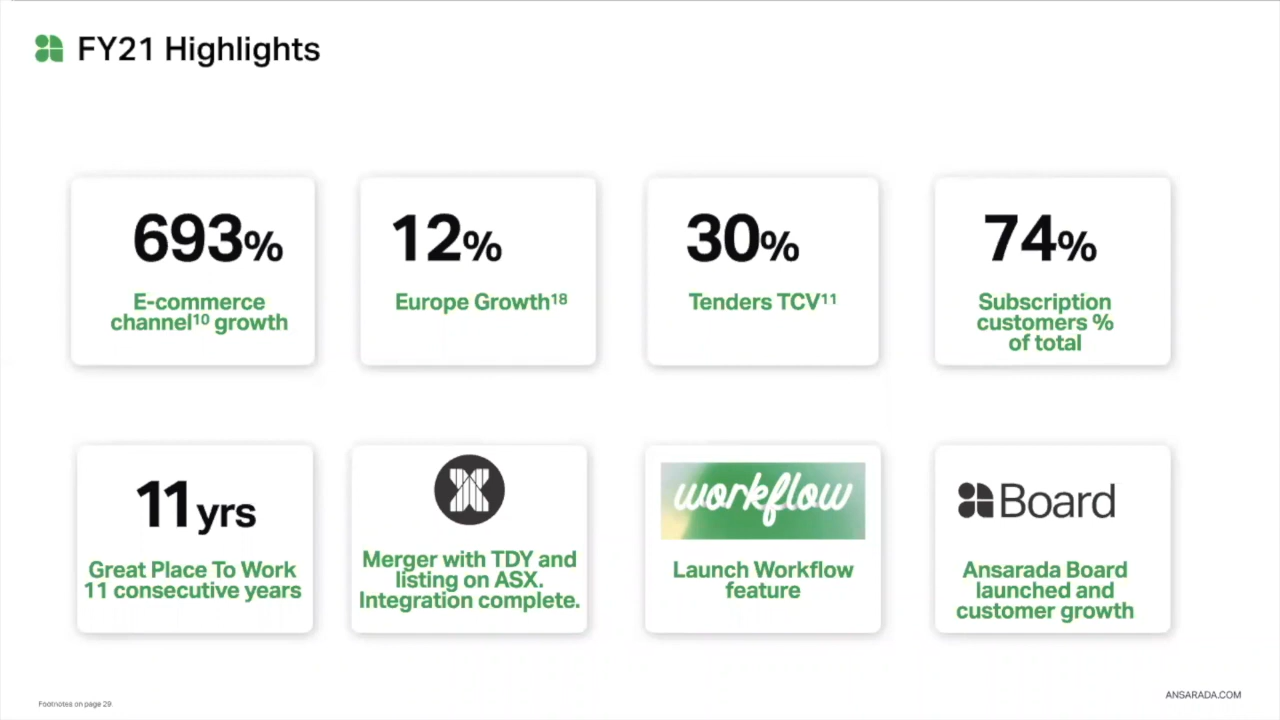 FY21 Highlights
693%
E-commerce
channel¹⁰ growth
12%
Europe Growth¹⁸
30%
Tenders TCV¹¹
74%
Subscription
customers %
of total
11 yrs
Great Place To Work
11 consecutive years
Merger with TDY and
listing on ASX.
Integration complete.
workflow
Launch Workflow
feature
Board
Ansarada Board
launched and
customer growth
Footnotes on page 29.
ANSARADA.COM